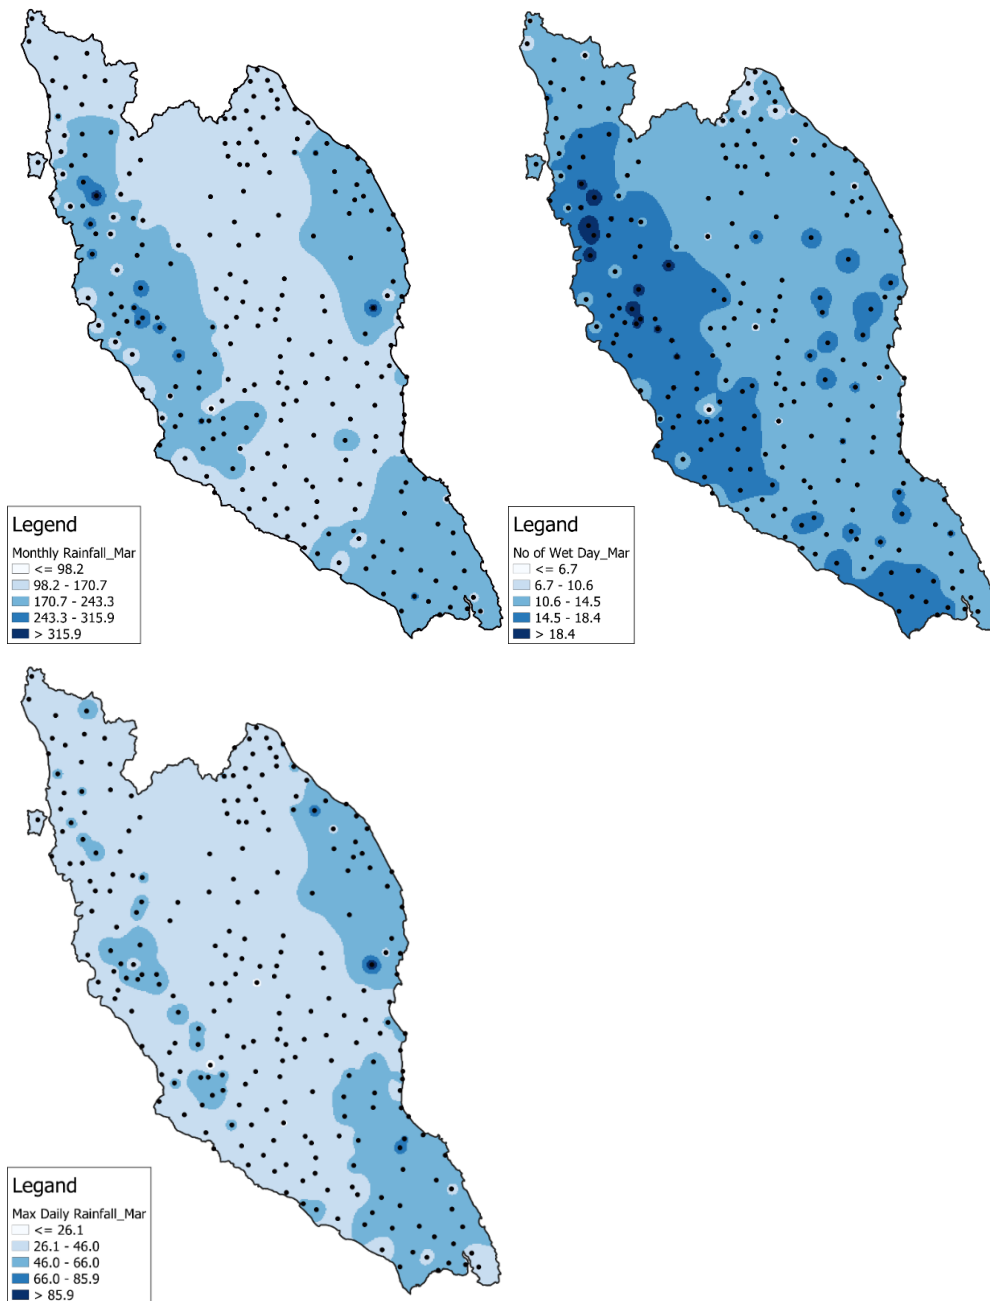 Legend
Monthly Rainfall_Mar
<= 98.2
98.2 - 170.7
170.7 - 243.3
243.3 - 315.9
> 315.9
Legand
No of Wet Day_Mar
<= 6.7
6.7 - 10.6
10.6 - 14.5
14.5 - 18.4
> 18.4
Legand
Max Daily Rainfall_Mar
<= 26.1
26.1 - 46.0
46.0 - 66.0
66.0 - 85.9
> 85.9